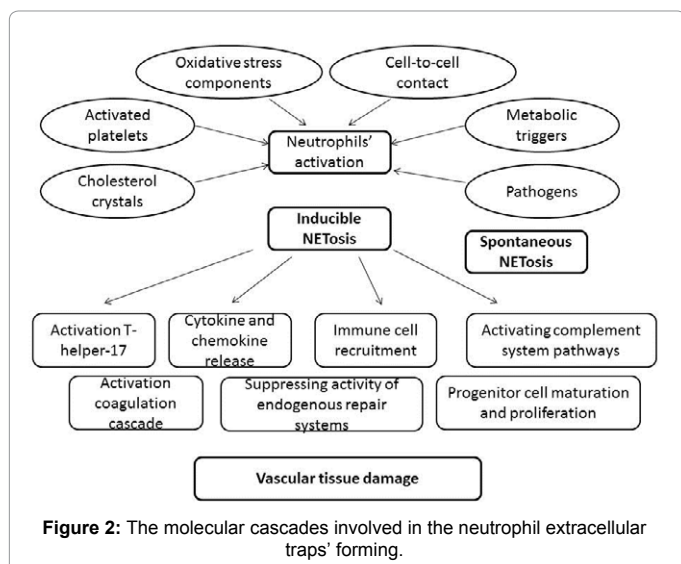 Oxidative stress
components
Cell-to-cell
contact
Activated
platelets
Metabolic
triggers
Neutrophils'
activation
Cholesterol
crystals
Pathogens
Inducible
NETosis
Spontaneous
NETosis
Activation T-
helper-17
Cytokine and
chemokine
release
Immune cell
recruitment
Activating complement
system pathways
Activation
coagulation
cascade
Suppressing activity of
endogenous repair
systems
Progenitor cell maturation
and proliferation
Vascular tissue damage
Figure 2: The molecular cascades involved in the neutrophil extracellular
traps' forming.